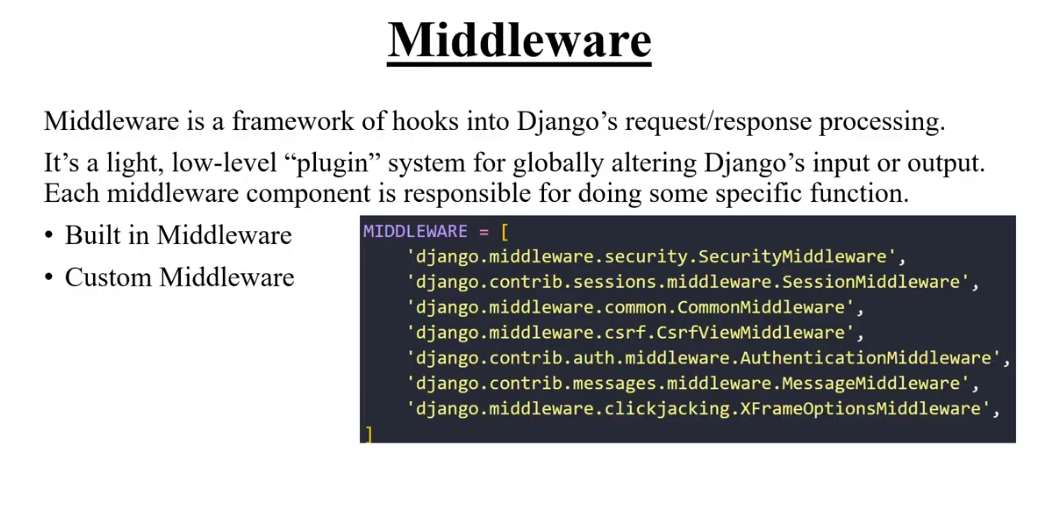 Middleware
Middleware is a framework of hooks into Django’s request/response processing.
It’s a light, low-level “plugin” system for globally altering Django’s input or output.
Each middleware component is responsible for doing some specific function.
• Built in Middleware
• Custom Middleware
MIDDLEWARE = [
    'django.middleware.security.SecurityMiddleware',
    'django.contrib.sessions.middleware.SessionMiddleware',
    'django.middleware.common.CommonMiddleware',
    'django.middleware.csrf.CsrfViewMiddleware',
    'django.contrib.auth.middleware.AuthenticationMiddleware',
    'django.contrib.messages.middleware.MessageMiddleware',
    'django.middleware.clickjacking.XFrameOptionsMiddleware',
]